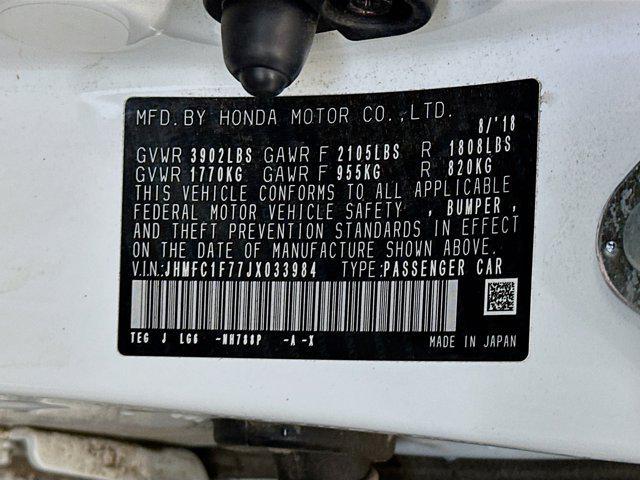 MFD.BY HONDA MOTOR CO.,LTD. 8/'18
GVWR 3902LBS GAWR F 2105LBS R 1808LBS
GVWR 1770KG GAWR F 955KG R 820KG
THIS VEHICLE CONFORMS TO ALL APPLICABLE
FEDERAL MOTOR VEHICLE SAFETY , BUMPER ,
AND THEFT PREVENTION STANDARDS IN EFFECT
ON THE DATE OF MANUFACTURE SHOWN ABOVE.
V.IN.:JHMFC1F77JX033984 TYPE:PASSENGER CAR
TEG J LG6 -NH788P -A -X MADE IN JAPAN